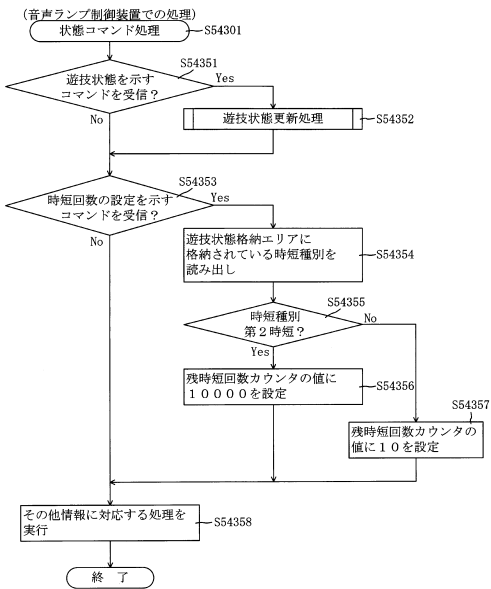 (音声ランプ制御装置での処理)
状態コマンド処理
S54301
S54351
遊技状態を示す
コマンドを受信？
Yes
No
遊技状態更新処理
S54352
S54353
時短回数の設定を示す
コマンドを受信？
Yes
No
遊技状態格納エリアに
格納されている時短種別を
読み出し
S54354
S54355
時短種別
第２時短？
No
Yes
残時短回数カウンタの値に
１００００を設定
S54356
S54357
残時短回数カウンタの
値に１０を設定
その他情報に対応する処理を
実行
S54358
終 了